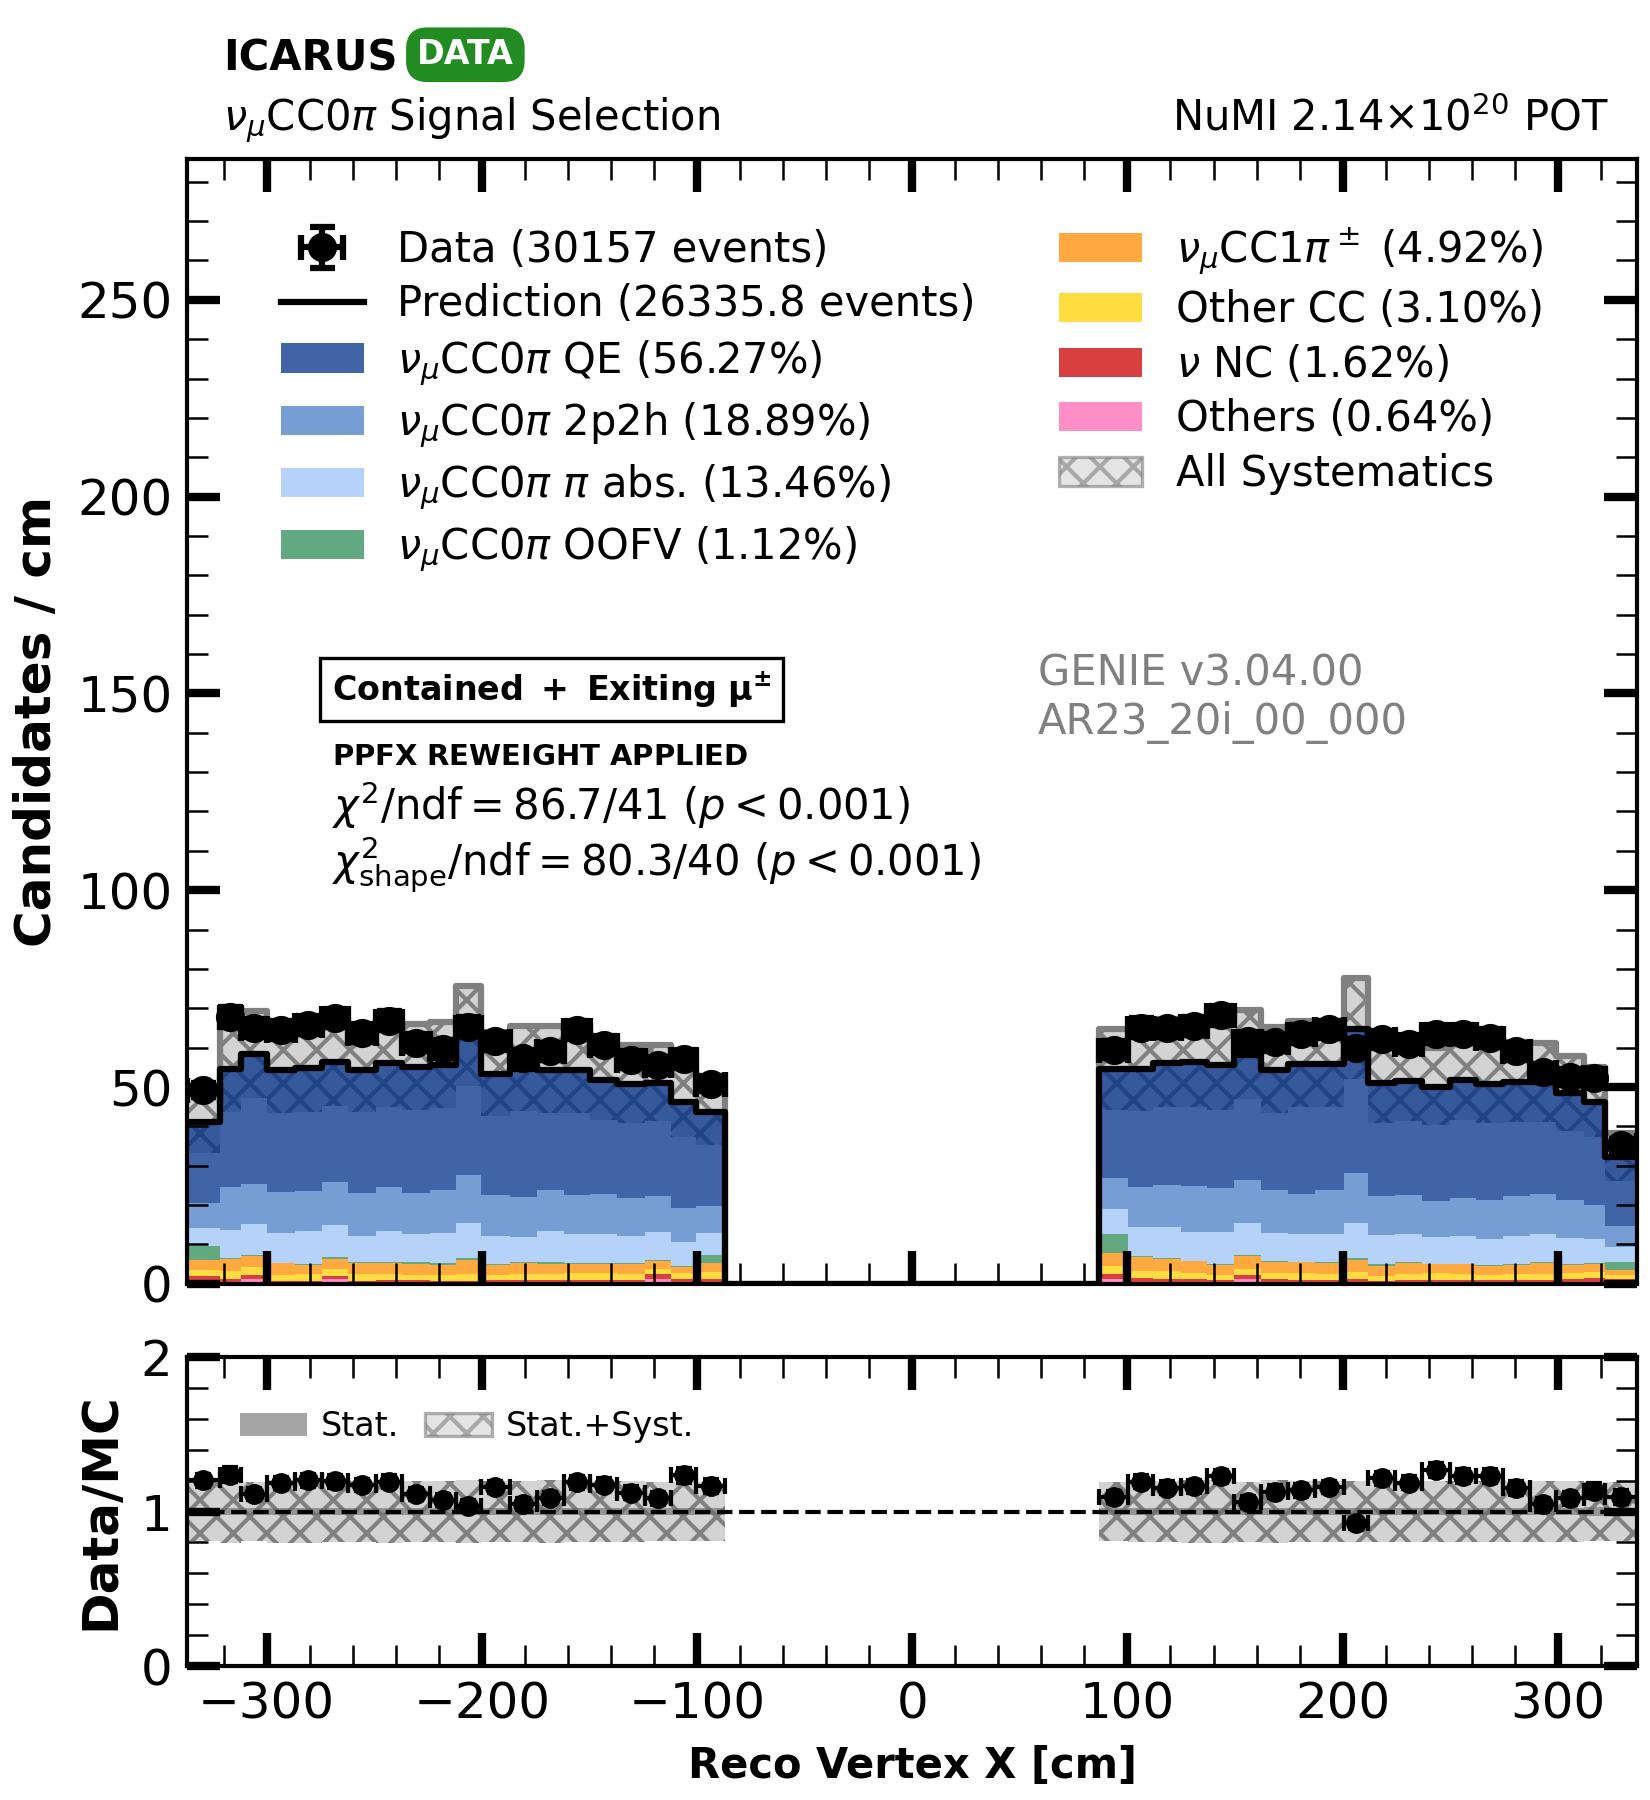 ICARUS DATA
νμCC0π Signal Selection
NuMI 2.14×10²⁰ POT
Data (30157 events)
Prediction (26335.8 events)
νμCC0π QE (56.27%)
νμCC0π 2p2h (18.89%)
νμCC0π π abs. (13.46%)
νμCC0π OOFV (1.12%)
νμCC1π± (4.92%)
Other CC (3.10%)
ν NC (1.62%)
Others (0.64%)
All Systematics
Contained + Exiting μ±
PPFX REWEIGHT APPLIED
χ²/ndf = 86.7/41 (p < 0.001)
χ²shape/ndf = 80.3/40 (p < 0.001)
GENIE v3.04.00
AR23_20i_00_000
Candidates / cm
250
200
150
100
50
0
Data/MC
2
1
0
Stat.
Stat.+Syst.
−300 −200 −100 0 100 200 300
Reco Vertex X [cm]